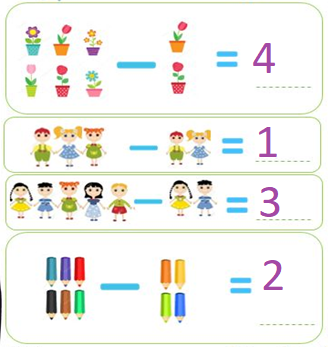 — = 4
— = 1
— = 3
— = 2